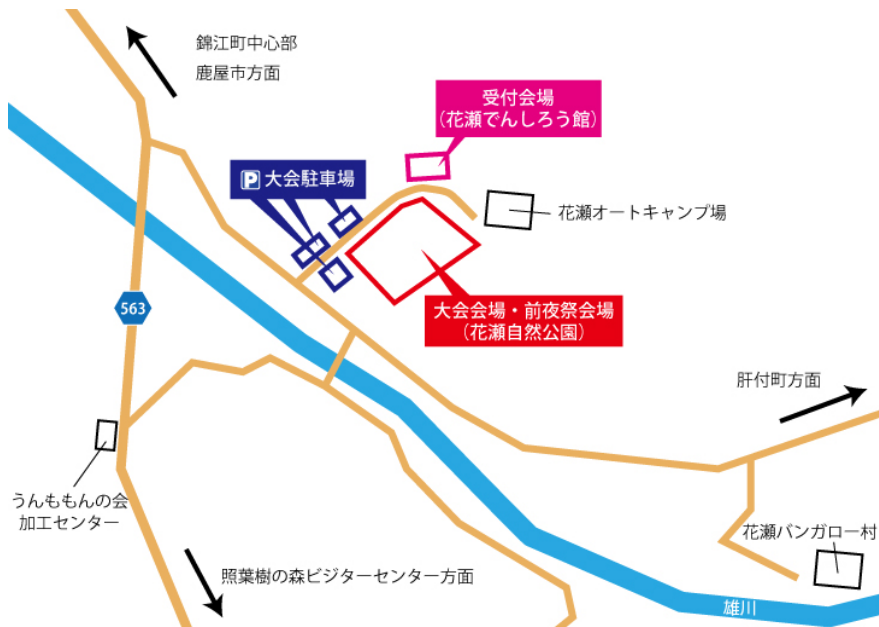 錦江町中心部
鹿屋市方面
受付会場
(花瀬でんしろう館)
P 大会駐車場
花瀬オートキャンプ場
563
大会会場・前夜祭会場
(花瀬自然公園)
肝付町方面
うんももんの会
加工センター
花瀬バンガロー村
照葉樹の森ビジターセンター方面
雄川